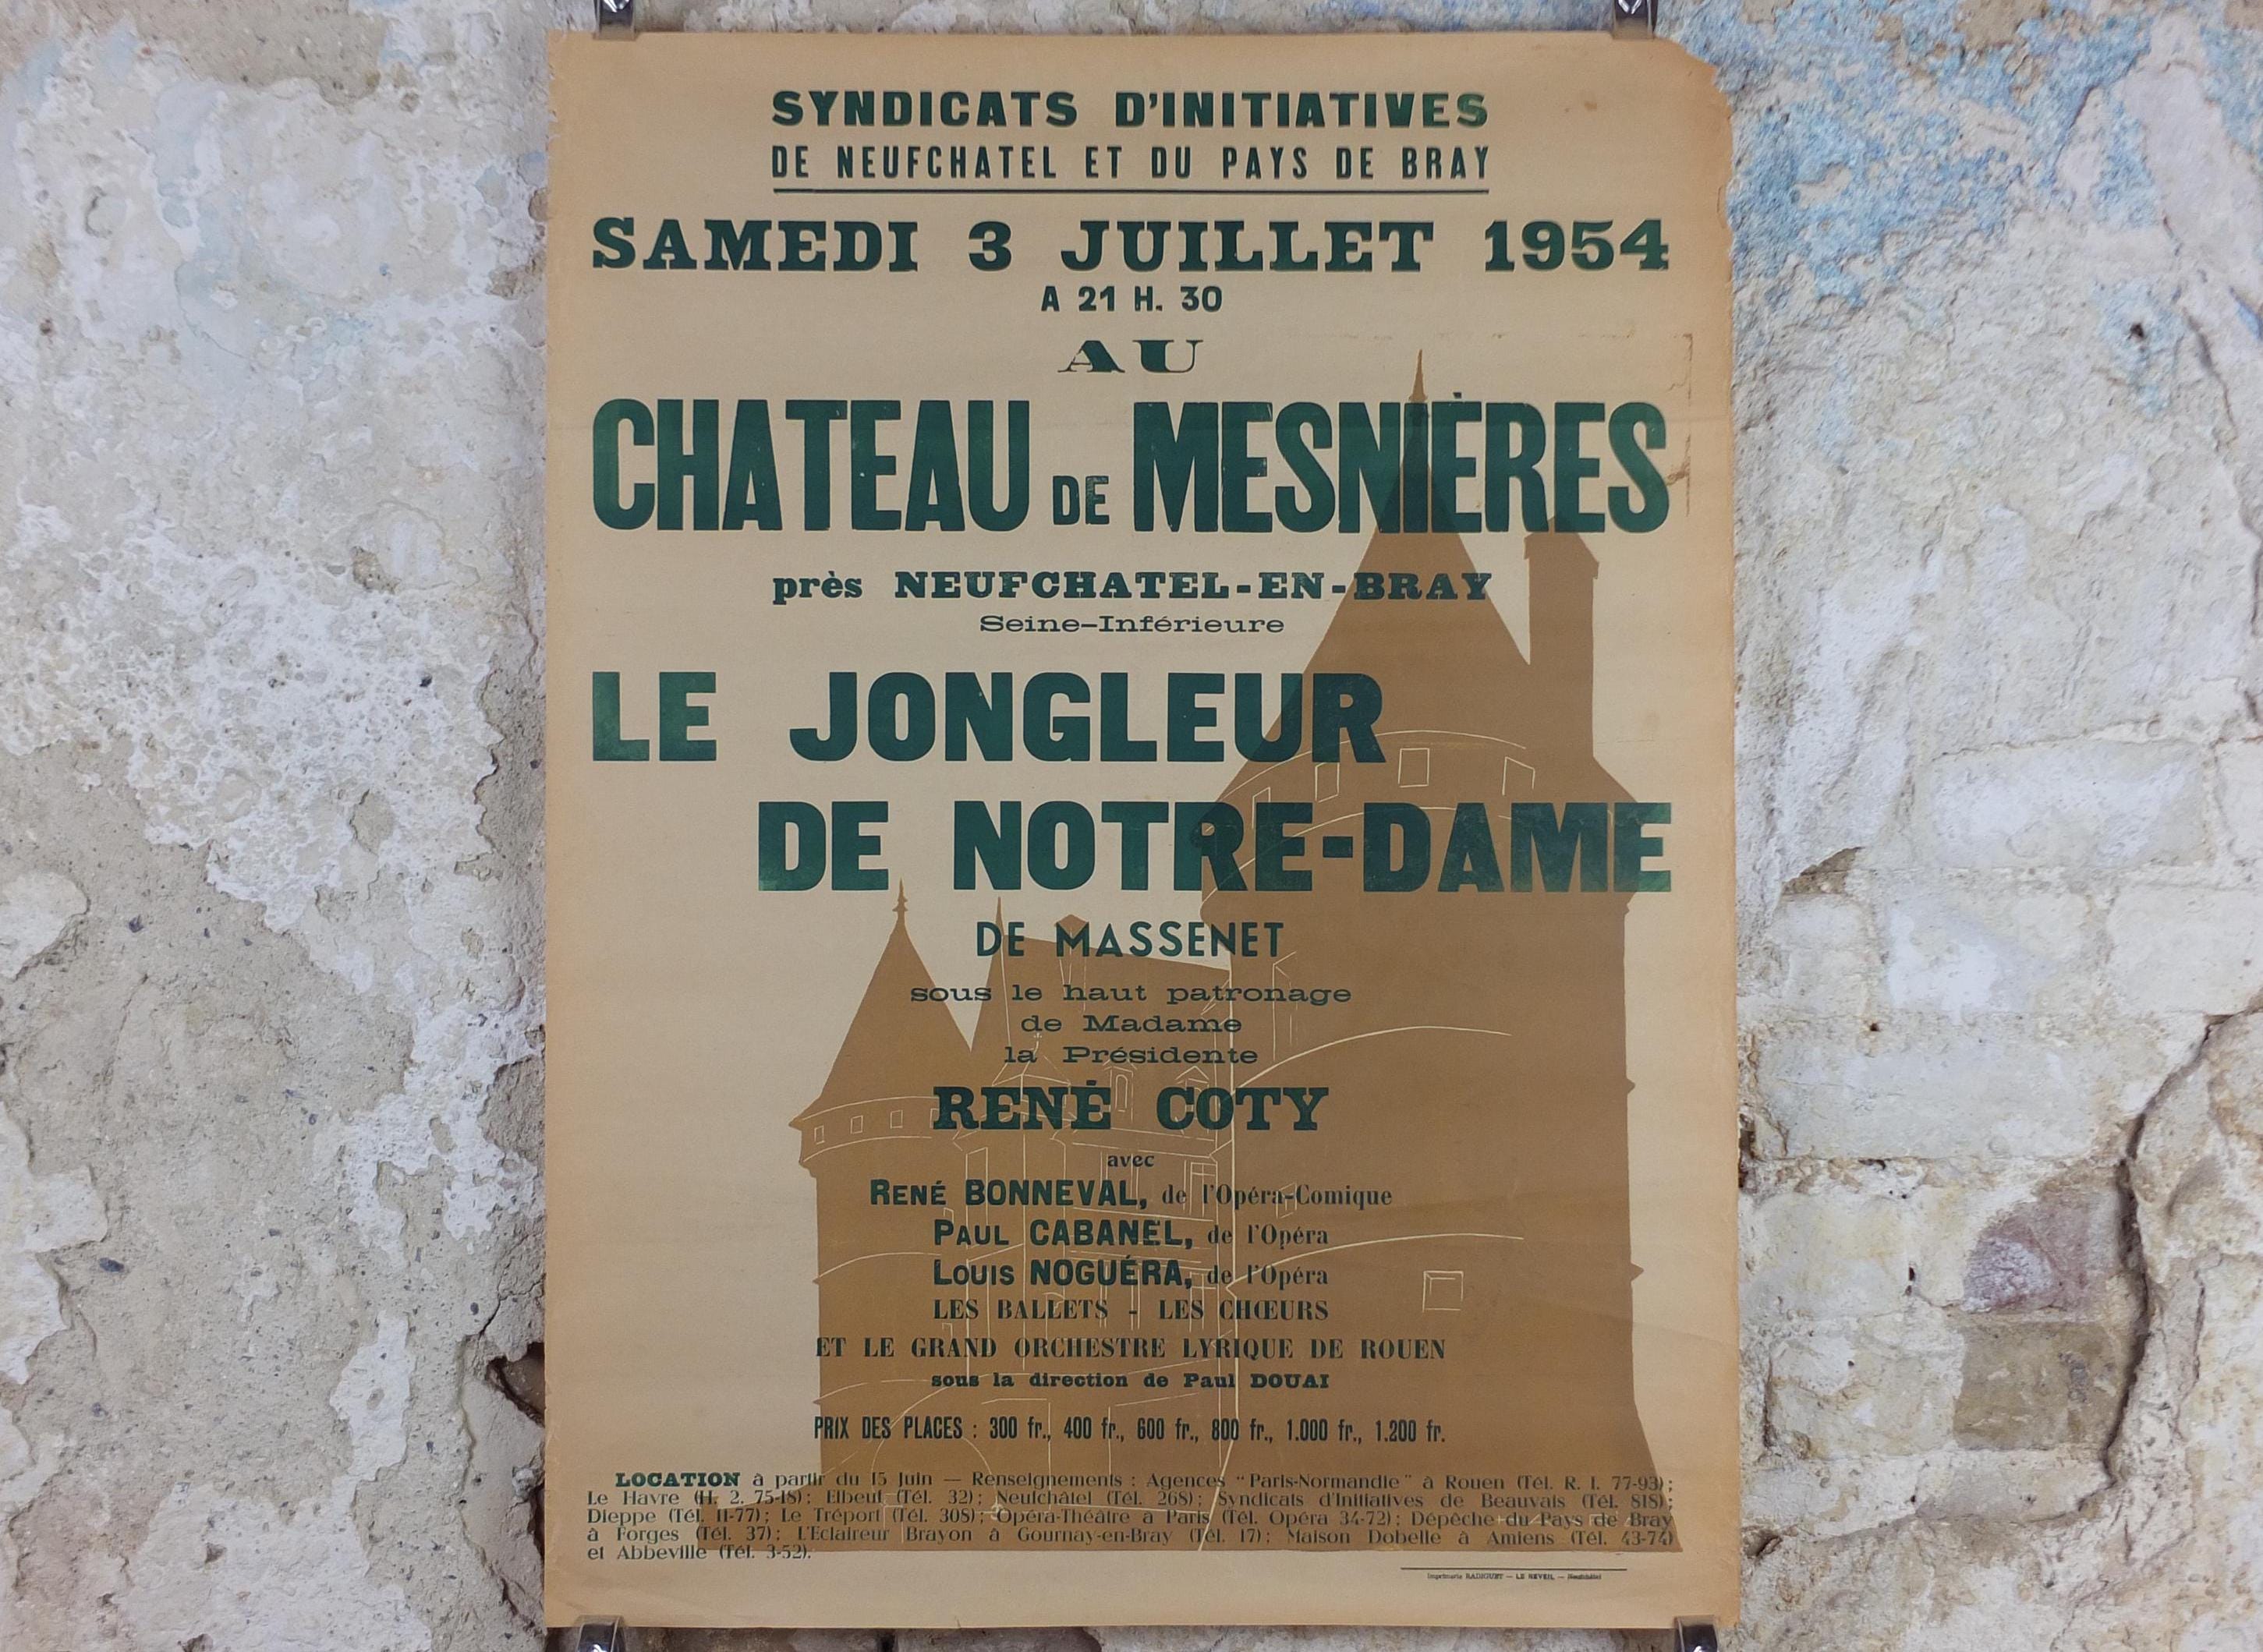 SYNDICATS D'INITIATIVES
DE NEUFCHATEL ET DU PAYS DE BRAY
SAMEDI 3 JUILLET 1954
A 21 H. 30
AU
CHATEAU DE MESNIÈRES
près NEUFCHATEL-EN-BRAY
Seine-Inférieure
LE JONGLEUR
DE NOTRE-DAME
DE MASSENET
sous le haut patronage
de Madame
la Présidente
RENÉ COTY
avec
RENÉ BONNEVAL, de l'Opéra-Comique
PAUL CABANEL, de l'Opéra
LOUIS NOGUÉRA, de l'Opéra
LES BALLETS - LES CHŒURS
ET LE GRAND ORCHESTRE LYRIQUE DE ROUEN
sous la direction de Paul DOUAI
PRIX DES PLACES : 300 fr., 400 fr., 600 fr., 800 fr., 1.000 fr., 1.200 fr.
LOCATION à partir du 15 Juin — Renseignements : Agences "Paris-Normandie" à Rouen (Tél. R. I. 77-93) ;
Le Havre (H. 2. 75-18) ; Elbeuf (Tél. 32) ; Neufchâtel (Tél. 268) ; Syndicats d'Initiatives de Beauvais (Tél. 818) ;
Dieppe (Tél. 11-77) ; Le Tréport (Tél. 308) ; Opéra-Théâtre à Paris (Tél. Opéra 34-72) ; Dépêche du Pays de Bray
à Forges (Tél. 37) ; L'Eclaireur Brayon à Gournay-en-Bray (Tél. 17) ; Maison Dobelle à Amiens (Tél. 43-74)
et Abbeville (Tél. 3-52).
Imprimerie RADIGUET — LE REVEIL — Neufchâtel